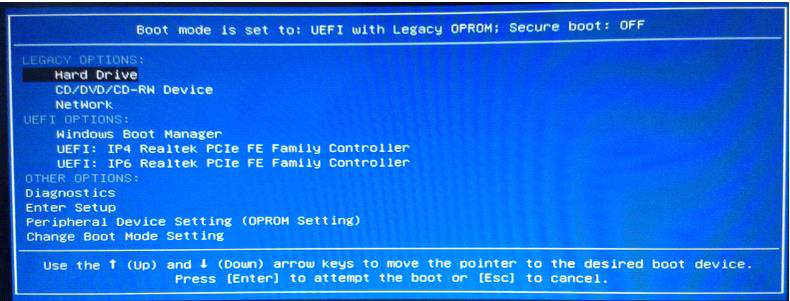 Boot mode is set to: UEFI with Legacy OPROM; Secure boot: OFF
LEGACY OPTIONS:
Hard Drive
CD/DVD/CD-RW Device
NetWork
UEFI OPTIONS:
Windows Boot Manager
UEFI: IP4 Realtek PCIe FE Family Controller
UEFI: IP6 Realtek PCIe FE Family Controller
OTHER OPTIONS:
Diagnostics
Enter Setup
Peripheral Device Setting (OPROM Setting)
Change Boot Mode Setting
Use the ↑ (Up) and ↓ (Down) arrow keys to move the pointer to the desired boot device.
Press [Enter] to attempt the boot or [Esc] to cancel.